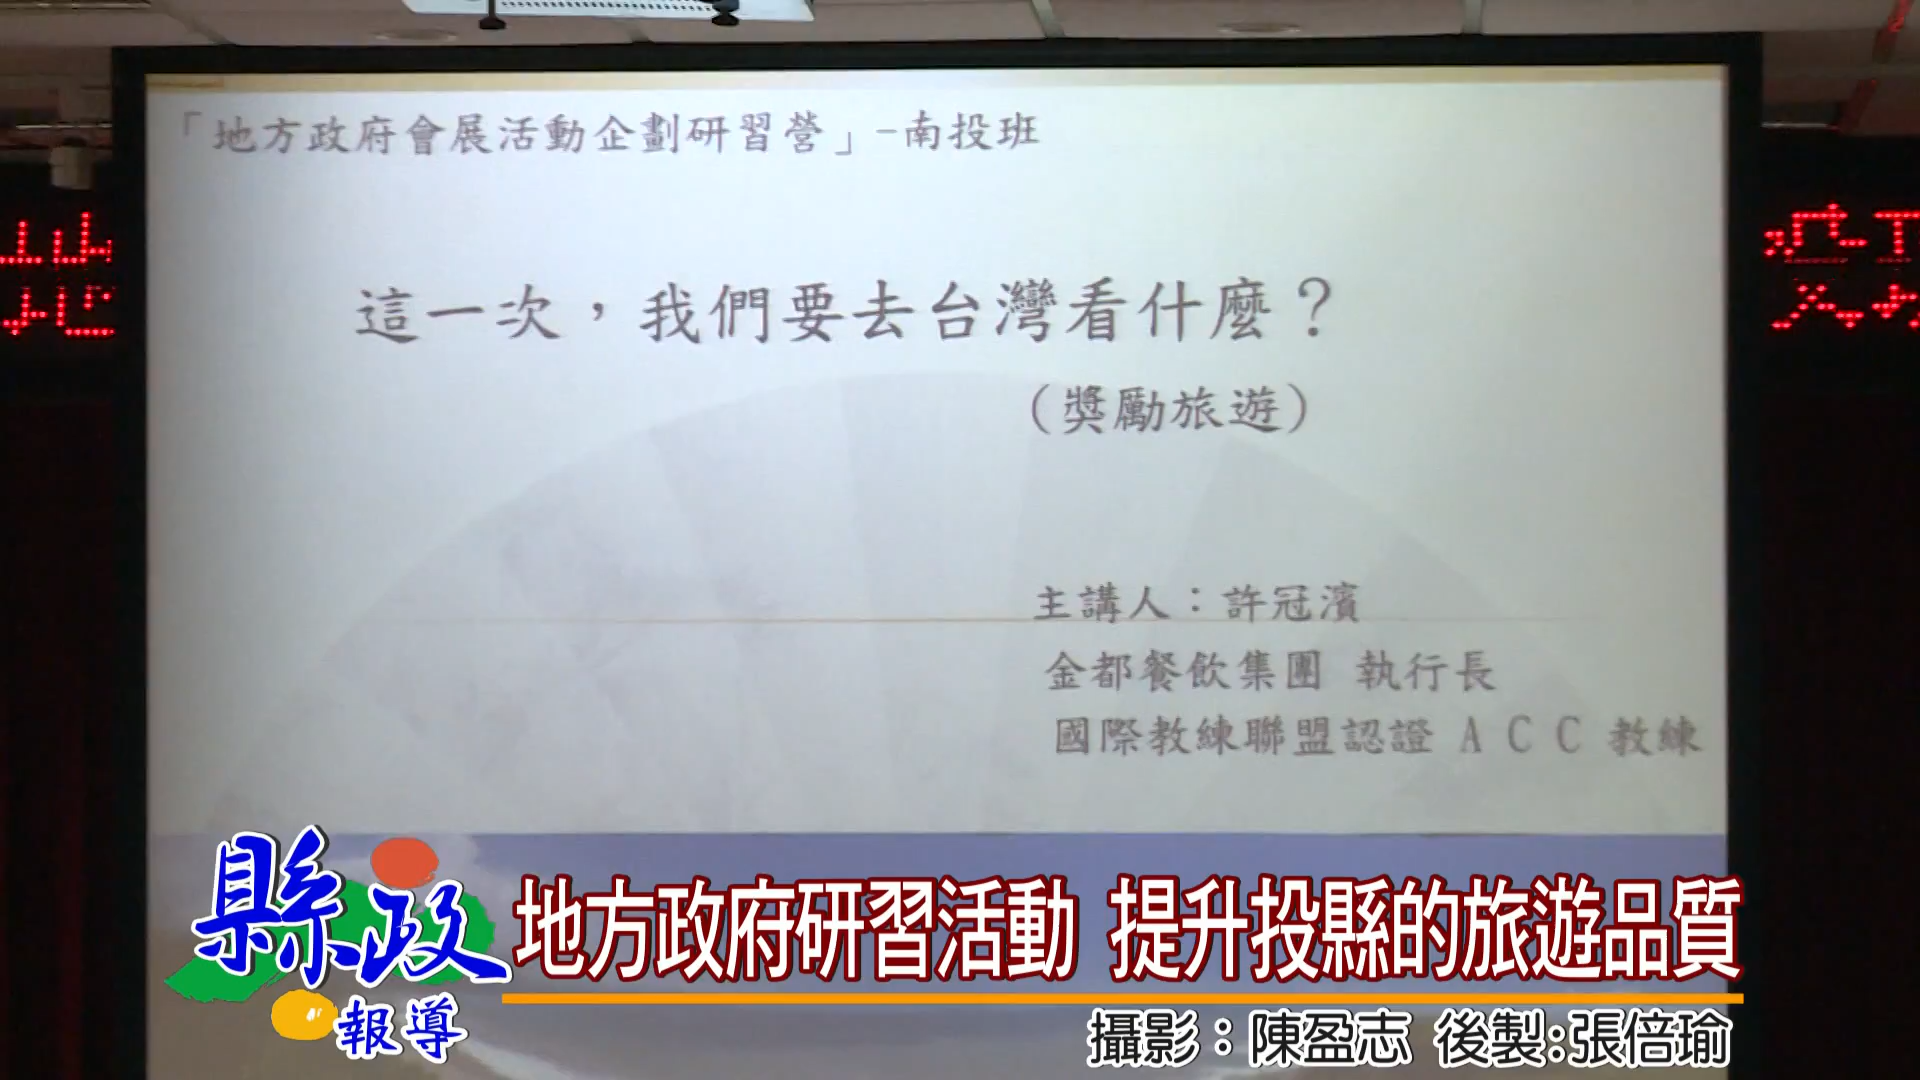 「地方政府會展活動企劃研習營」-南投班
這一次，我們要去台灣看什麼？
（獎勵旅遊）
主講人：許冠濱
金都餐飲集團 執行長
國際教練聯盟認證 ACC 教練
縣政
報導
地方政府研習活動 提升投縣的旅遊品質
攝影：陳盈志 後製:張倍瑜